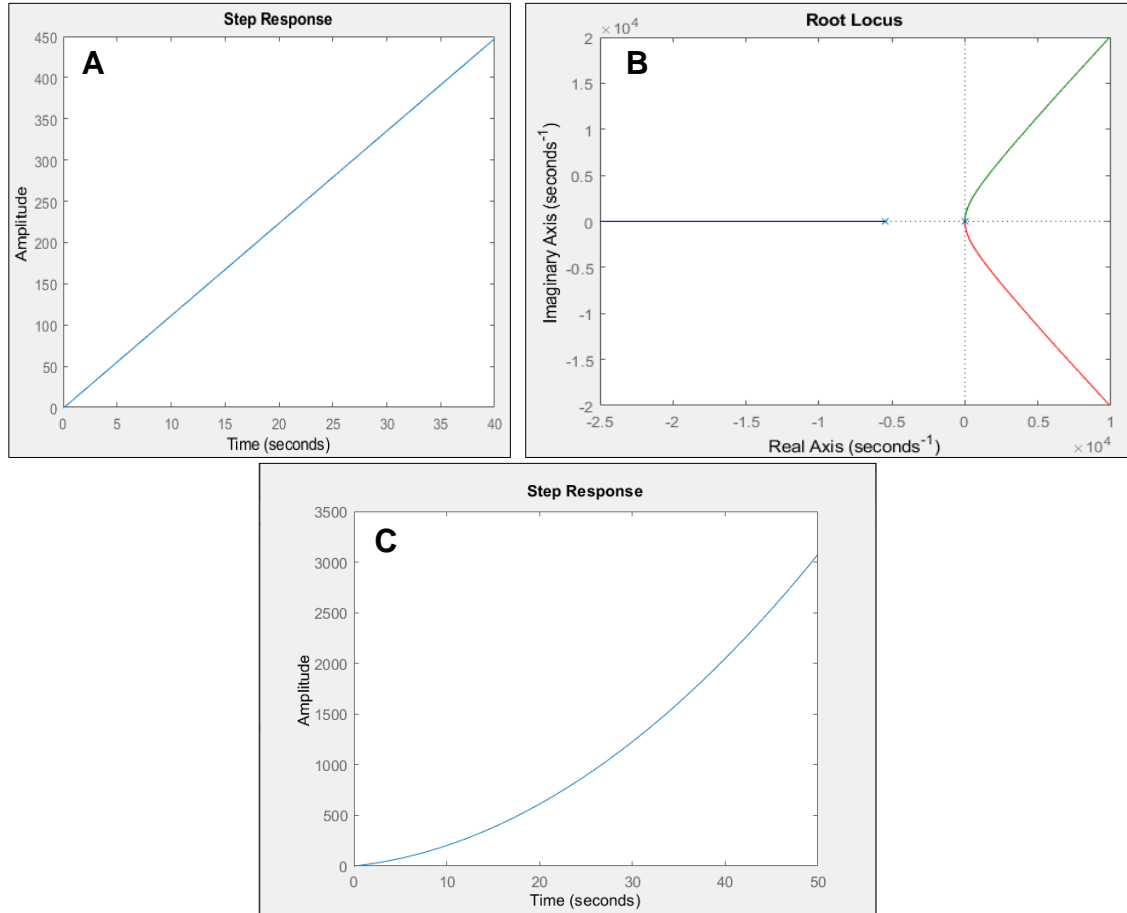 Step Response
A
Amplitude
450
400
350
300
250
200
150
100
50
0
0 5 10 15 20 25 30 35 40
Time (seconds)
Root Locus
B
× 10⁴
Imaginary Axis (seconds⁻¹)
2
1.5
1
0.5
0
-0.5
-1
-1.5
-2
-2.5 -2 -1.5 -1 -0.5 0 0.5 1
Real Axis (seconds⁻¹)
× 10⁴
Step Response
C
Amplitude
3500
3000
2500
2000
1500
1000
500
0
0 10 20 30 40 50
Time (seconds)